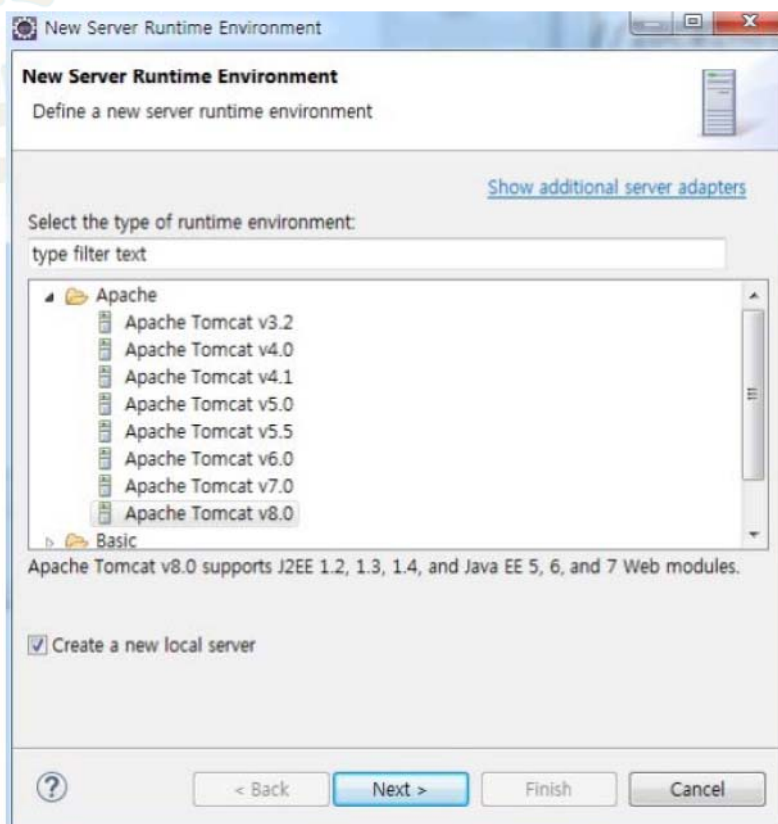 New Server Runtime Environment
New Server Runtime Environment
Define a new server runtime environment
Show additional server adapters
Select the type of runtime environment:
type filter text
Apache
Apache Tomcat v3.2
Apache Tomcat v4.0
Apache Tomcat v4.1
Apache Tomcat v5.0
Apache Tomcat v5.5
Apache Tomcat v6.0
Apache Tomcat v7.0
Apache Tomcat v8.0
Basic
Apache Tomcat v8.0 supports J2EE 1.2, 1.3, 1.4, and Java EE 5, 6, and 7 Web modules.
Create a new local server
?
< Back
Next >
Finish
Cancel